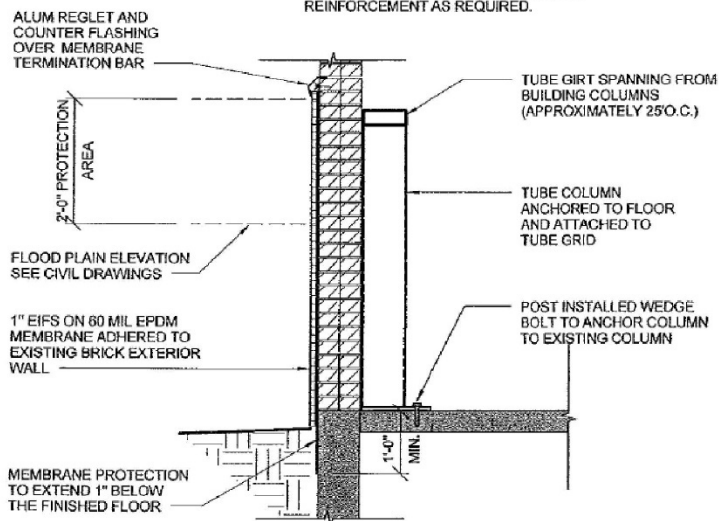 REINFORCEMENT AS REQUIRED.
ALUM REGLET AND
COUNTER FLASHING
OVER MEMBRANE
TERMINATION BAR
TUBE GIRT SPANNING FROM
BUILDING COLUMNS
(APPROXIMATELY 25'O.C.)
2'-0" PROTECTION
AREA
TUBE COLUMN
ANCHORED TO FLOOR
AND ATTACHED TO
TUBE GRID
FLOOD PLAIN ELEVATION
SEE CIVIL DRAWINGS
1" EIFS ON 60 MIL EPDM
MEMBRANE ADHERED TO
EXISTING BRICK EXTERIOR
WALL
POST INSTALLED WEDGE
BOLT TO ANCHOR COLUMN
TO EXISTING COLUMN
1'-0"
MIN.
MEMBRANE PROTECTION
TO EXTEND 1" BELOW
THE FINISHED FLOOR